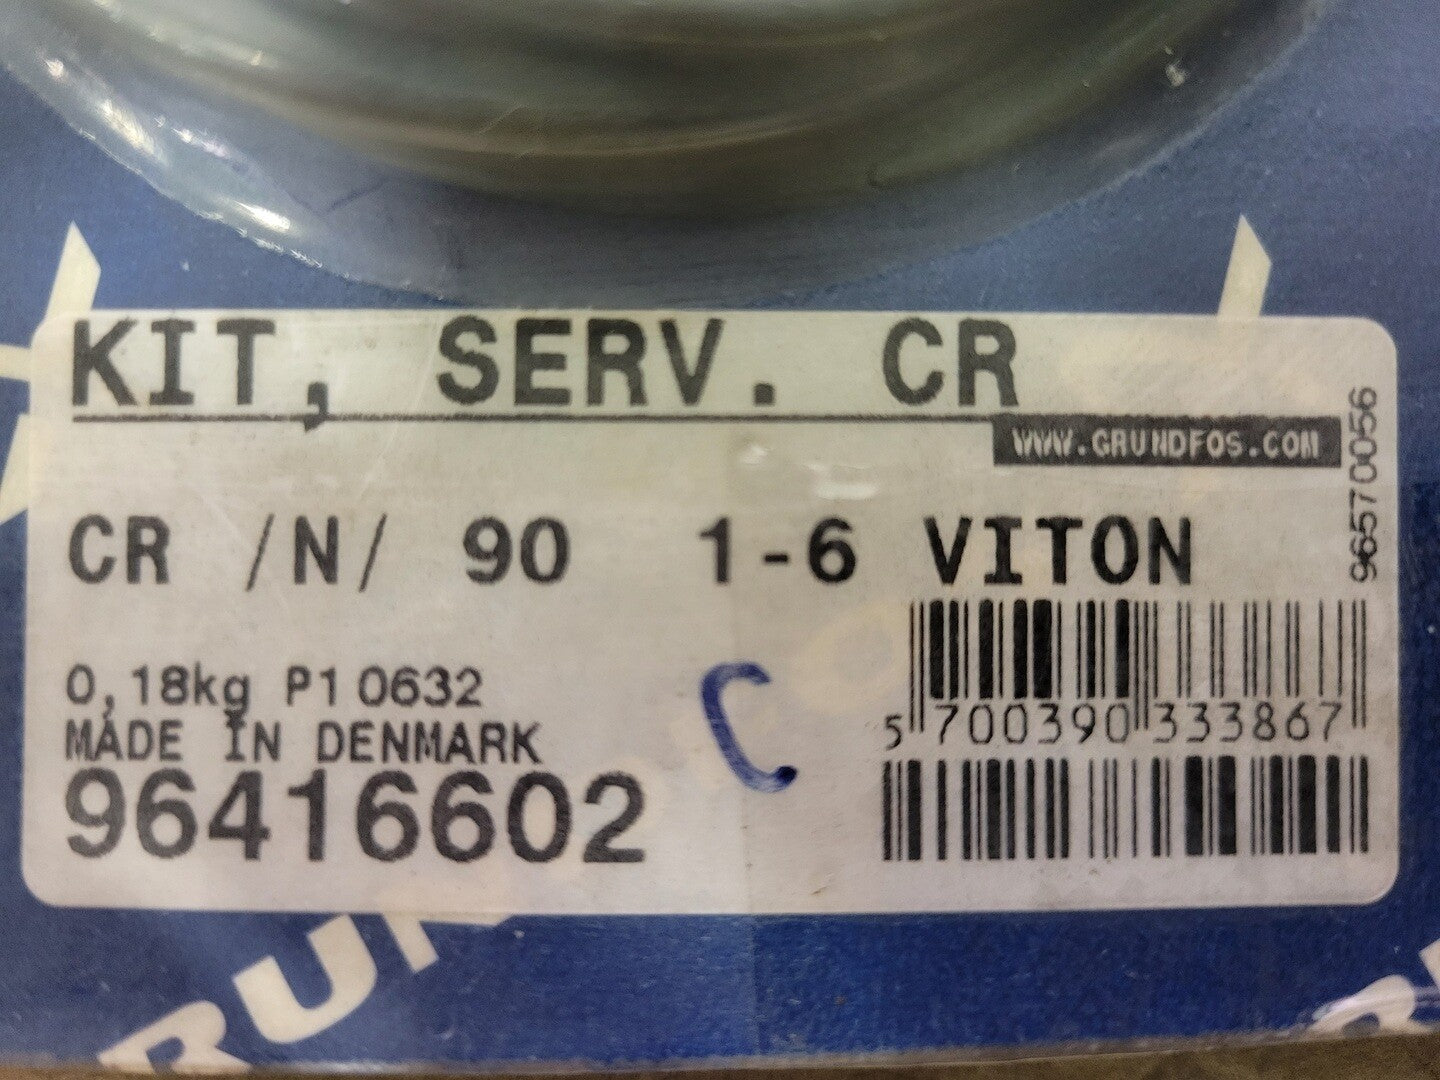 KIT, SERV. CR
WWW.GRUNDFOS.COM
96570056
CR /N/ 90 1-6 VITON
0,18kg P1 0632
MADE IN DENMARK
96416602
C
5 700390 333867
RUN
R